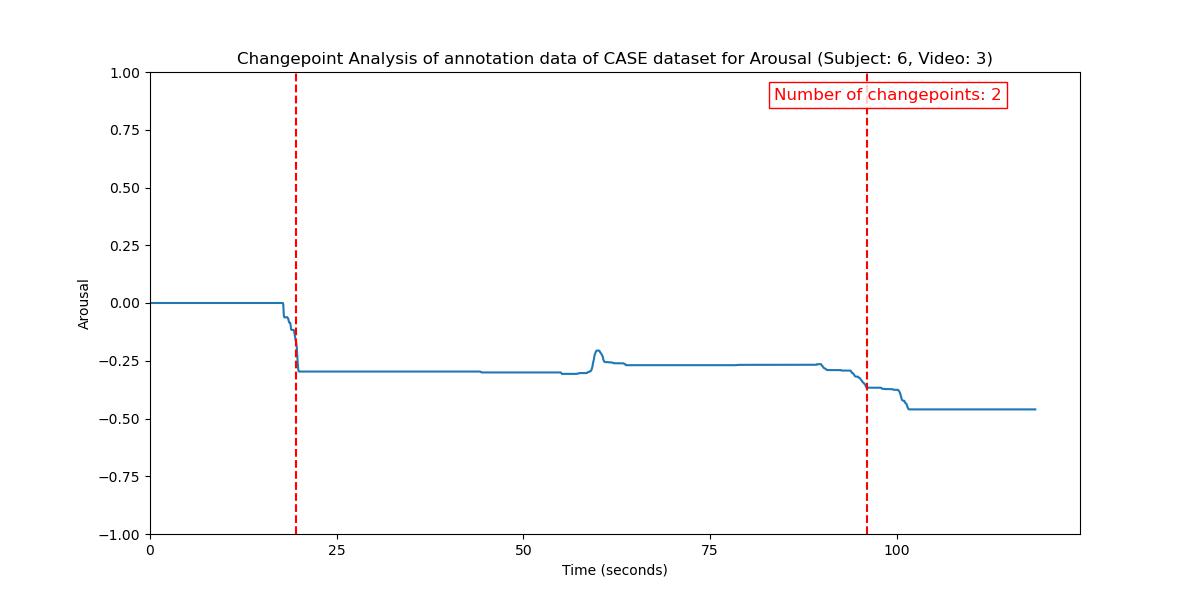 Changepoint Analysis of annotation data of CASE dataset for Arousal (Subject: 6, Video: 3)
Number of changepoints: 2
1.00
0.75
0.50
0.25
0.00
−0.25
−0.50
−0.75
−1.00
Arousal
0 25 50 75 100
Time (seconds)